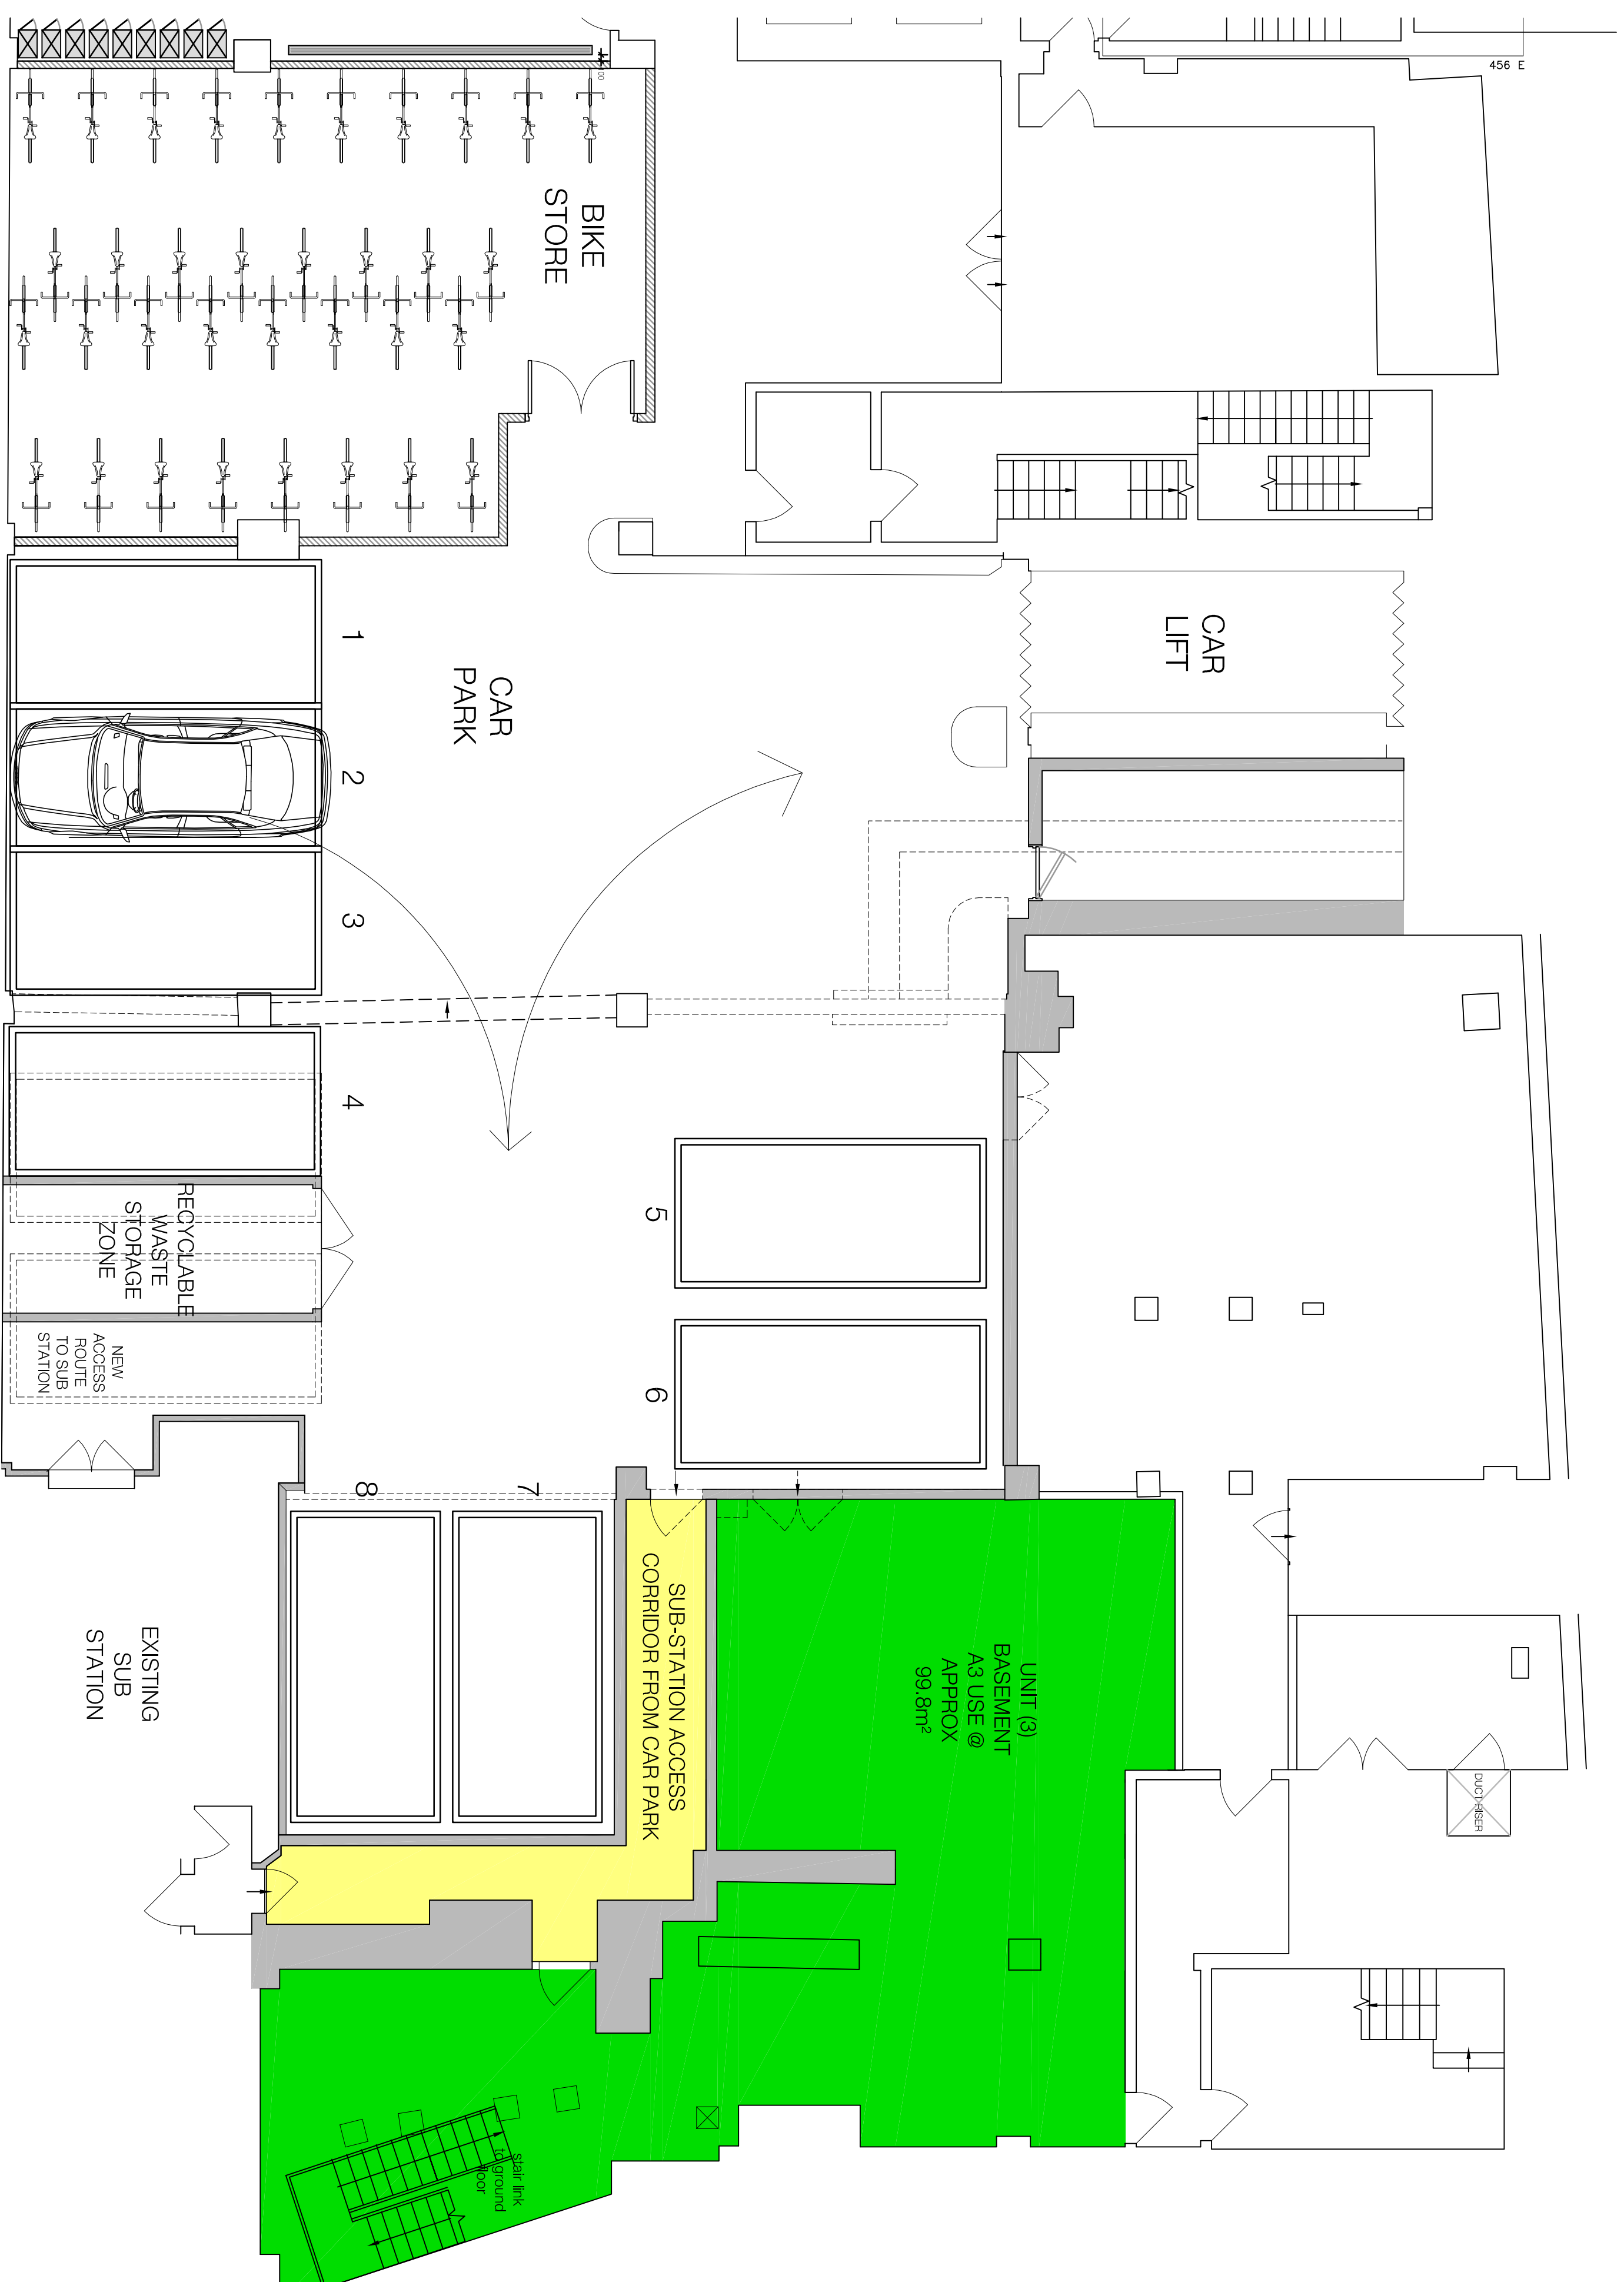 456 E
100
BIKE
STORE
CAR
LIFT
CAR
PARK
1
2
3
4
5
6
7
8
RECYCLABLE
WASTE
STORAGE
ZONE
NEW
ACCESS
ROUTE
TO SUB
STATION
SUB-STATION ACCESS
CORRIDOR FROM CAR PARK
UNIT (3)
BASEMENT
A3 USE @
APPROX
99.8m²
EXISTING
SUB
STATION
DUCT RISER
stair link
to ground
floor